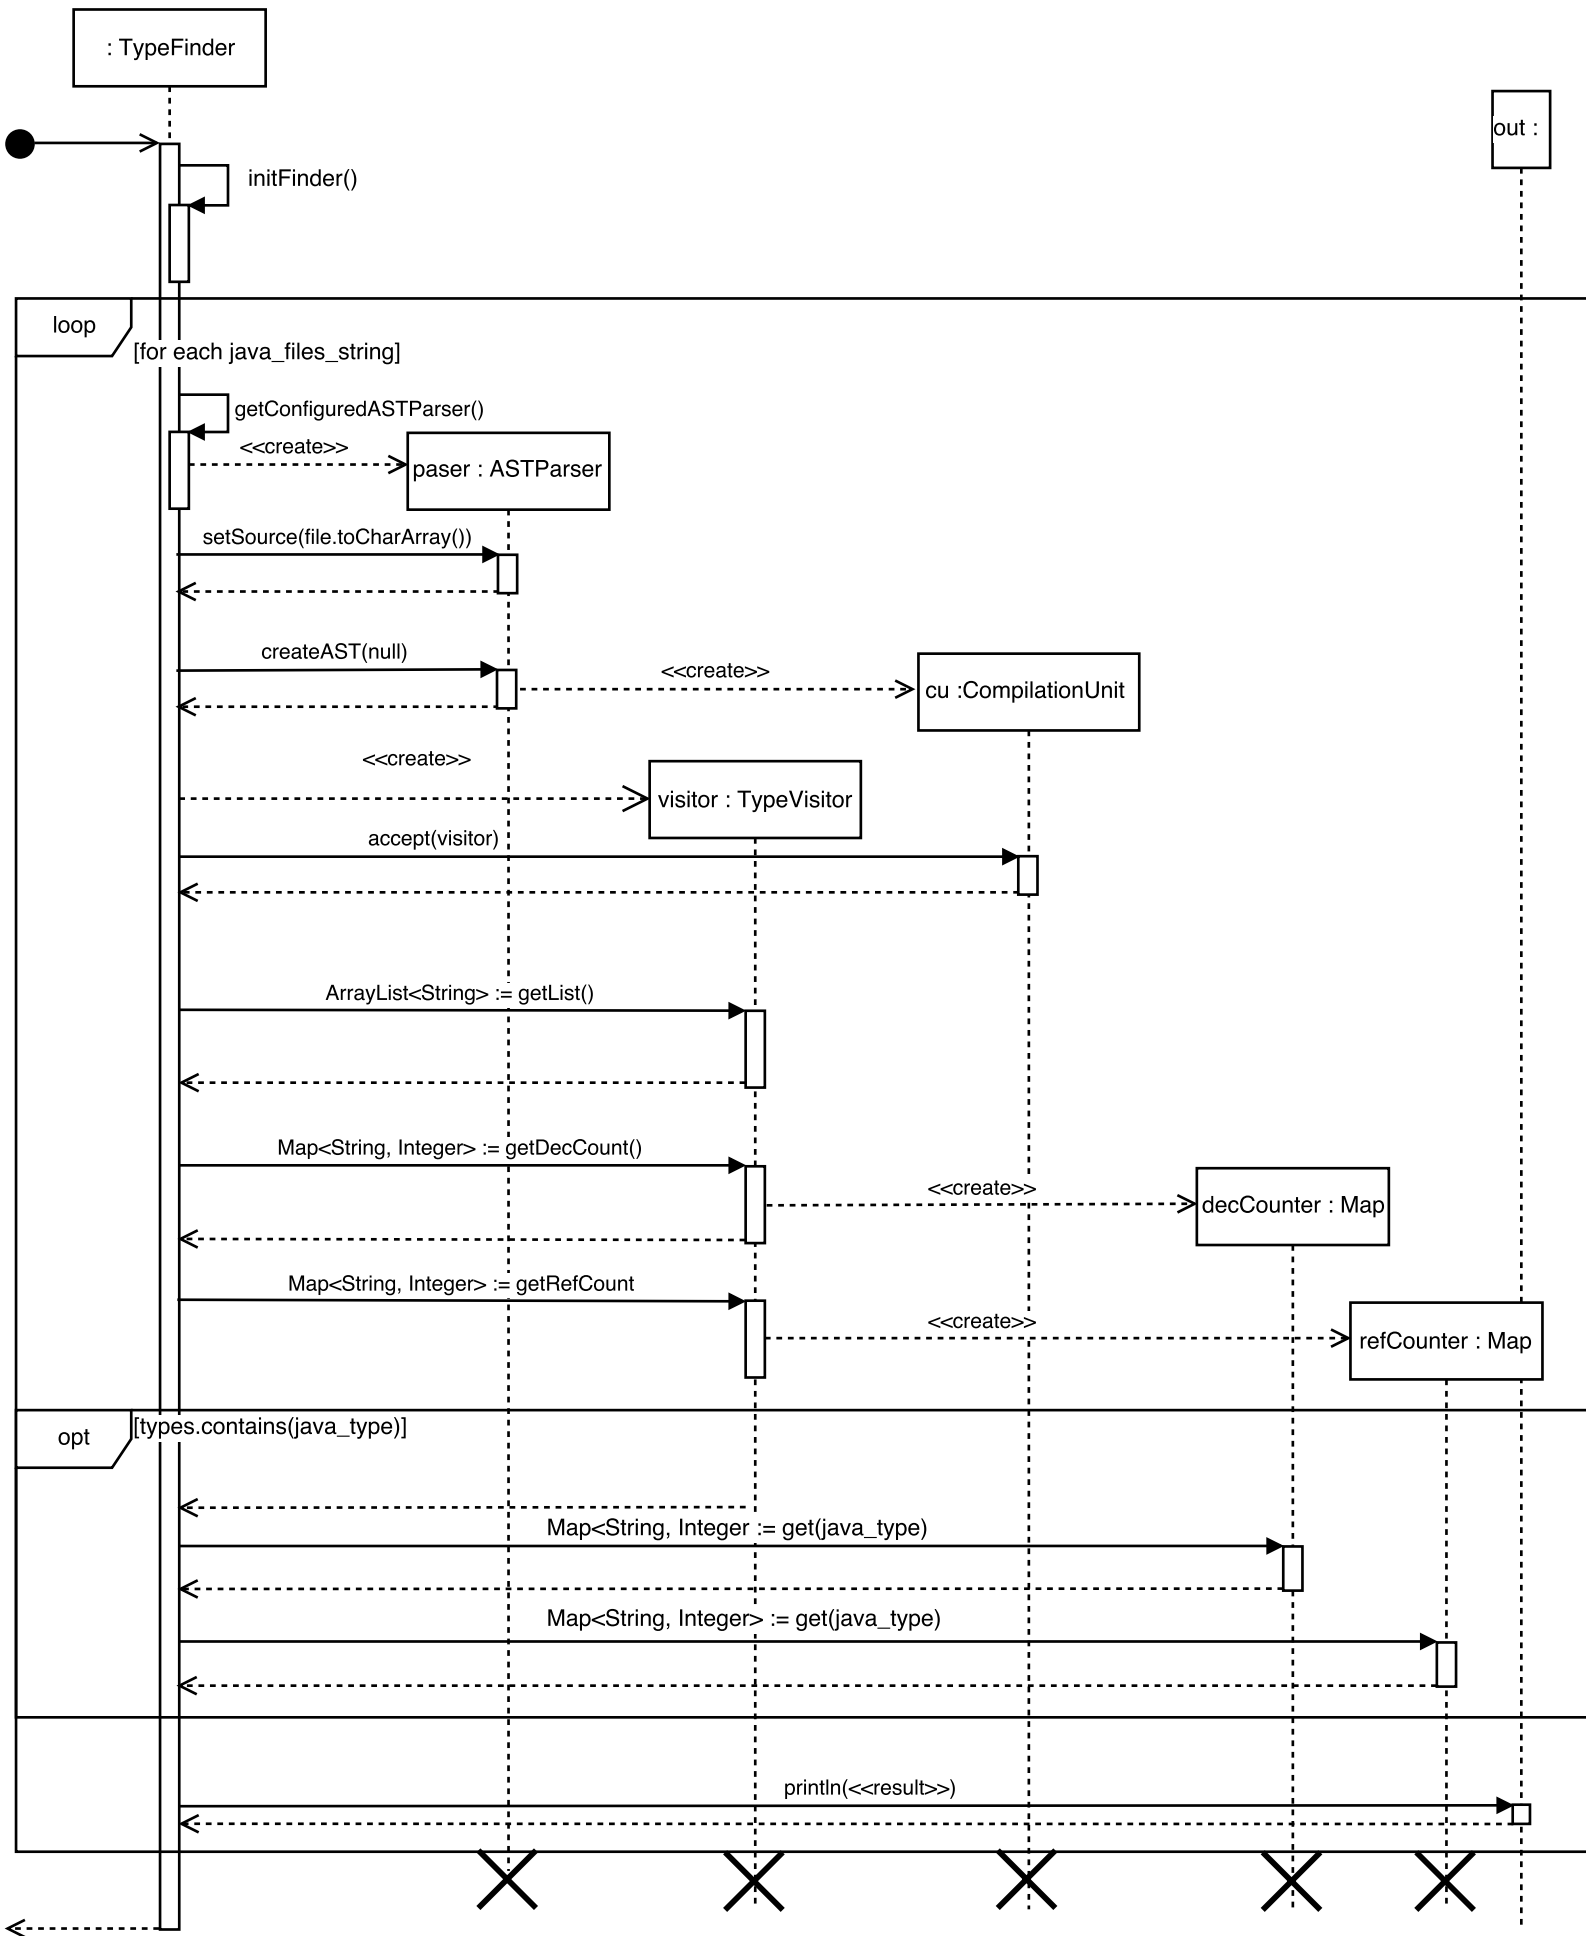 : TypeFinder
out :
initFinder()
loop
[for each java_files_string]
getConfiguredASTParser()
<<create>>
paser : ASTParser
setSource(file.toCharArray())
createAST(null)
<<create>>
cu :CompilationUnit
<<create>>
visitor : TypeVisitor
accept(visitor)
ArrayList<String> := getList()
Map<String, Integer> := getDecCount()
<<create>>
decCounter : Map
Map<String, Integer> := getRefCount
<<create>>
refCounter : Map
opt
[types.contains(java_type)]
Map<String, Integer := get(java_type)
Map<String, Integer> := get(java_type)
println(<<result>>)